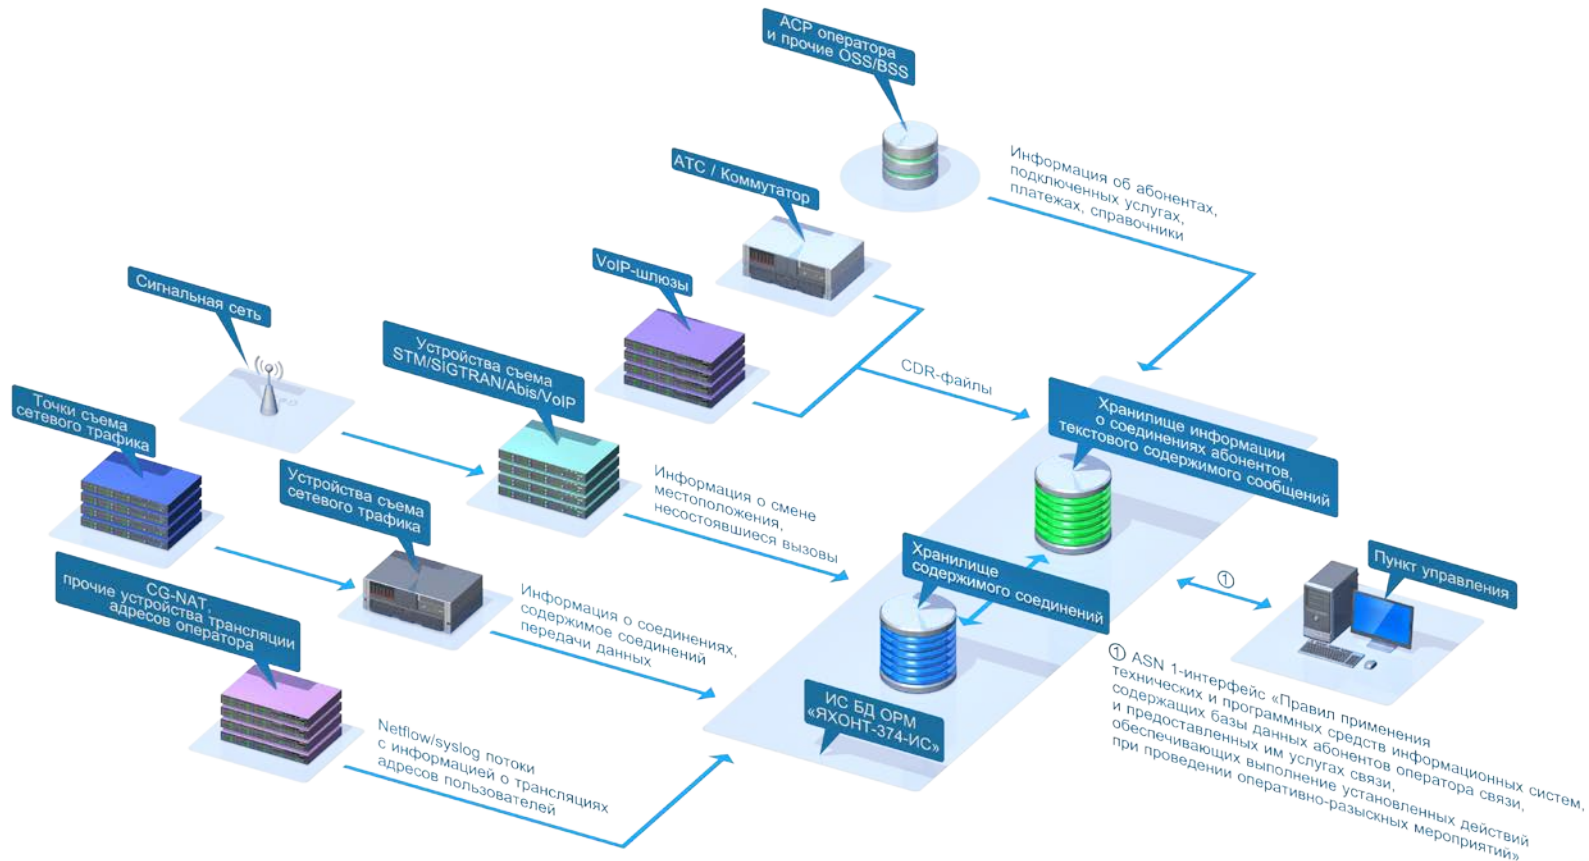 АСР оператора
и прочие OSS/BSS
Информация об абонентах,
подключенных услугах,
платежах, справочники
АТС / Коммутатор
VoIP-шлюзы
Сигнальная сеть
Устройства съема
STM/SIGTRAN/Abis/VoIP
CDR-файлы
Точки съема
сетевого трафика
Устройства съема
сетевого трафика
Информация о смене
местоположения,
несостоявшиеся вызовы
Хранилище информации
о соединениях абонентов,
текстового содержимого сообщений
Хранилище
содержимого соединений
CG-NAT,
прочие устройства трансляции
адресов оператора
Информация о соединениях,
содержимое соединений
передачи данных
1
Пункт управления
ИС БД ОРМ
«ЯХОНТ-374-ИС»
Netflow/syslog потоки
с информацией о трансляциях
адресов пользователей
1 ASN 1-интерфейс «Правил применения
технических и программных средств информационных систем,
содержащих базы данных абонентов оператора связи,
и предоставленных им услугах связи,
обеспечивающих выполнение установленных действий
при проведении оперативно-разыскных мероприятий»